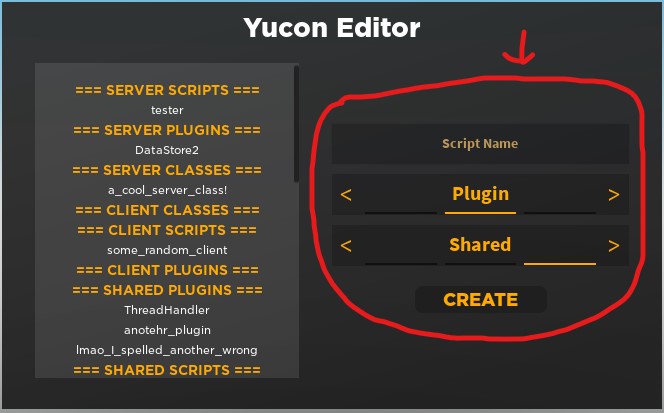 Yucon Editor
=== SERVER SCRIPTS ===
tester
=== SERVER PLUGINS ===
DataStore2
=== SERVER CLASSES ===
a_cool_server_class!
=== CLIENT CLASSES ===
=== CLIENT SCRIPTS ===
some_random_client
=== CLIENT PLUGINS ===
=== SHARED PLUGINS ===
ThreadHandler
anotehr_plugin
lmao_I_spelled_another_wrong
=== SHARED SCRIPTS ===
Script Name
< Plugin >
< Shared >
CREATE